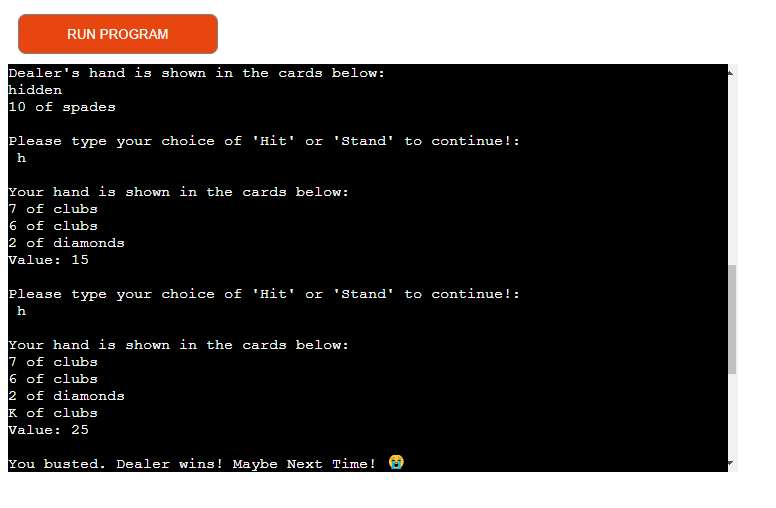 RUN PROGRAM
Dealer's hand is shown in the cards below:
hidden
10 of spades
Please type your choice of 'Hit' or 'Stand' to continue!:
h
Your hand is shown in the cards below:
7 of clubs
6 of clubs
2 of diamonds
Value: 15
Please type your choice of 'Hit' or 'Stand' to continue!:
h
Your hand is shown in the cards below:
7 of clubs
6 of clubs
2 of diamonds
K of clubs
Value: 25
You busted. Dealer wins! Maybe Next Time! 😭